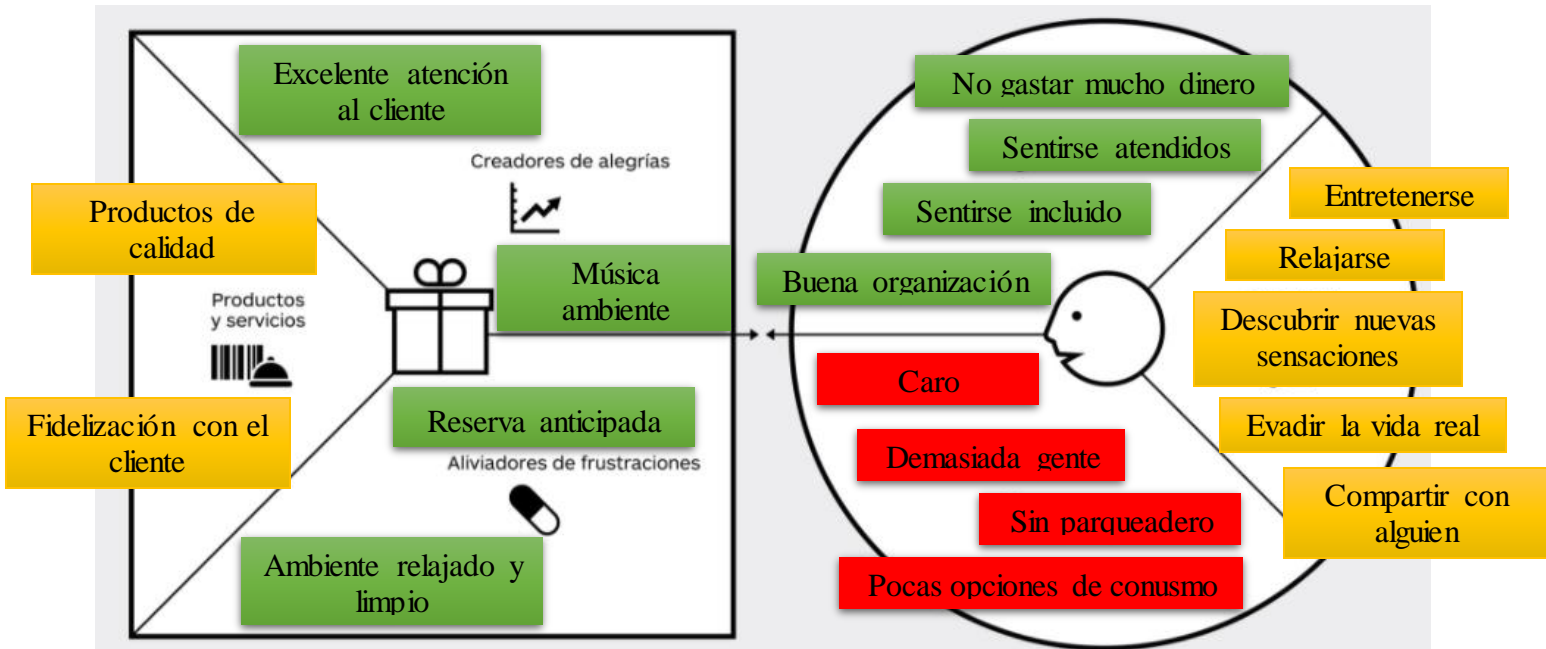 Excelente atención
al cliente
Creadores de alegrías
Productos de
calidad
Productos
y servicios
Música
ambiente
Fidelización con el
cliente
Reserva anticipada
Aliviadores de frustraciones
Ambiente relajado y
limpio
No gastar mucho dinero
Sentirse atendidos
Sentirse incluido
Buena organización
Entretenerse
Relajarse
Descubrir nuevas
sensaciones
Evadir la vida real
Compartir con
alguien
Caro
Demasiada gente
Sin parqueadero
Pocas opciones de conusmo